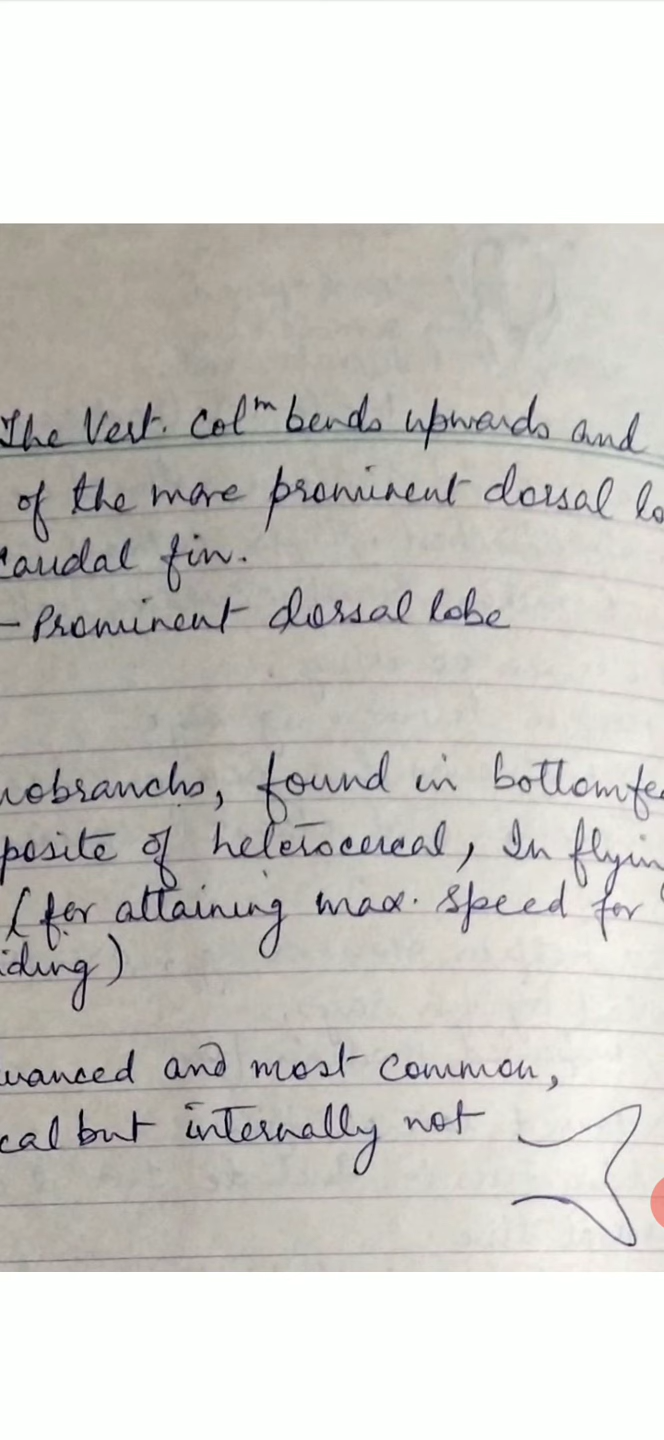 The Vert. Colm bends upwards and
of the more prominent dorsal lo
caudal fin.
– Prominent dorsal lobe
nobranchs, found in bottomfe
posite of heterocercal, In flyin
(for attaining max. speed for
iding)
vanced and most common,
cal but internally not